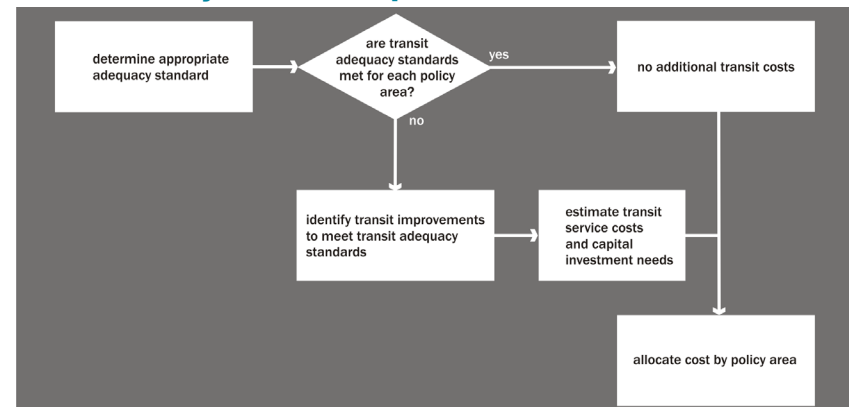 determine appropriate
adequacy standard
are transit
adequacy standards
met for each policy
area?
yes
no additional transit costs
no
identify transit improvements
to meet transit adequacy
standards
estimate transit
service costs
and capital
investment needs
allocate cost by policy area